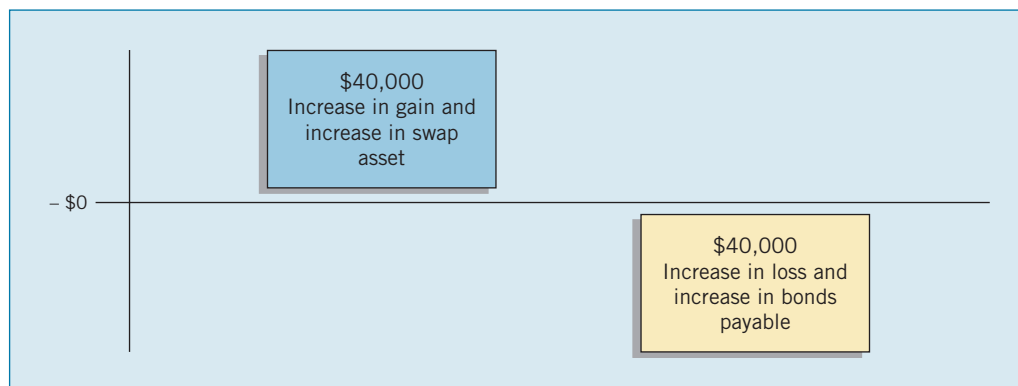 $40,000
Increase in gain and
increase in swap
asset
– $0
$40,000
Increase in loss and
increase in bonds
payable